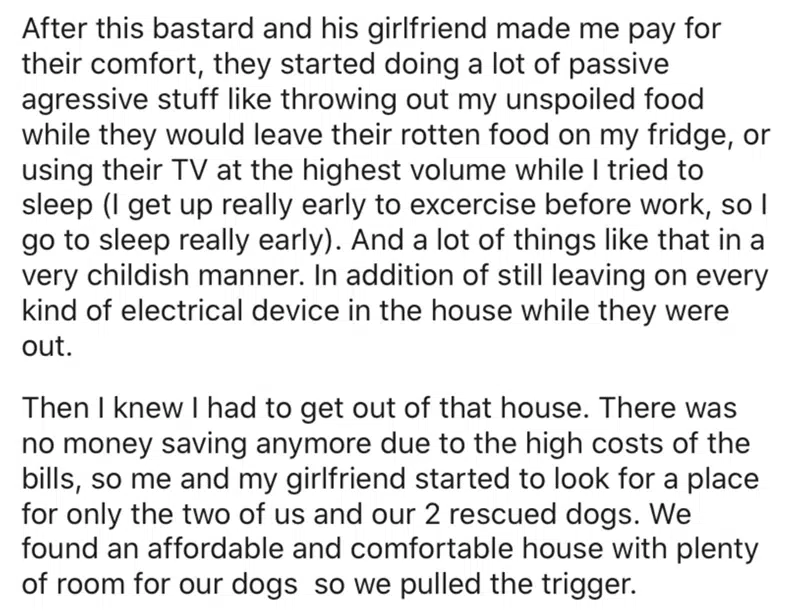 After this bastard and his girlfriend made me pay for
their comfort, they started doing a lot of passive
agressive stuff like throwing out my unspoiled food
while they would leave their rotten food on my fridge, or
using their TV at the highest volume while I tried to
sleep (I get up really early to excercise before work, so I
go to sleep really early). And a lot of things like that in a
very childish manner. In addition of still leaving on every
kind of electrical device in the house while they were
out.
Then I knew I had to get out of that house. There was
no money saving anymore due to the high costs of the
bills, so me and my girlfriend started to look for a place
for only the two of us and our 2 rescued dogs. We
found an affordable and comfortable house with plenty
of room for our dogs  so we pulled the trigger.